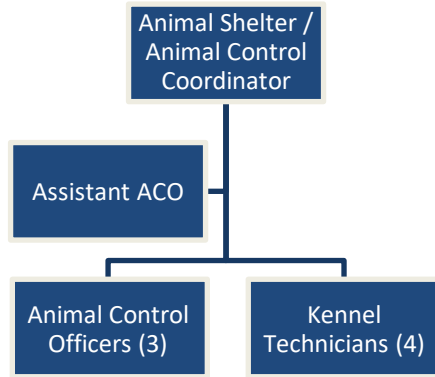 Animal Shelter /
Animal Control
Coordinator
Assistant ACO
Animal Control
Officers (3)
Kennel
Technicians (4)